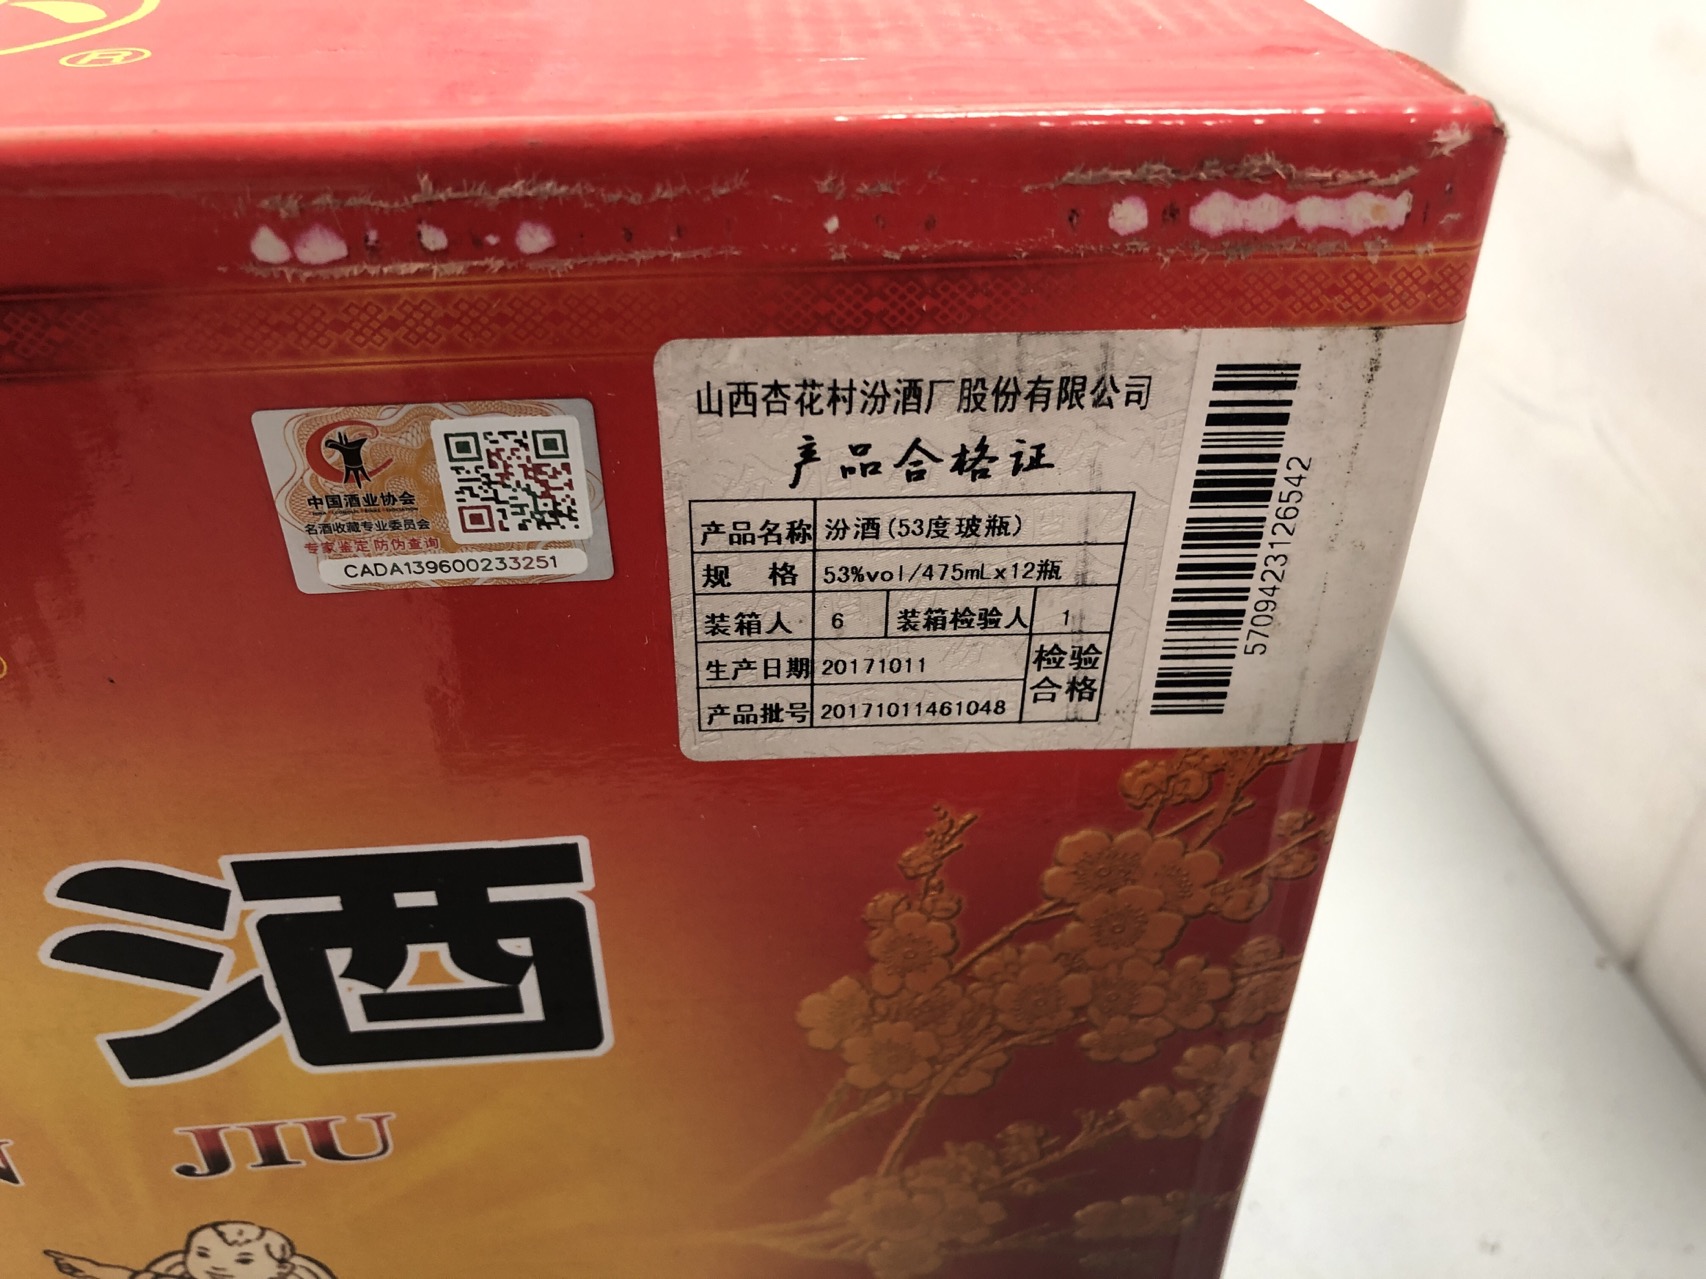 ®
山西杏花村汾酒厂股份有限公司
产品合格证
产品名称 汾酒(53度玻瓶)
规 格 53%vol/475mLx12瓶
装箱人 6 装箱检验人 1
生产日期 20171011 检验
产品批号 20171011461048 合格
5709423126542
中国酒业协会
名酒收藏专业委员会
专家鉴定 防伪查询
CADA139600233251
酒
N JIU